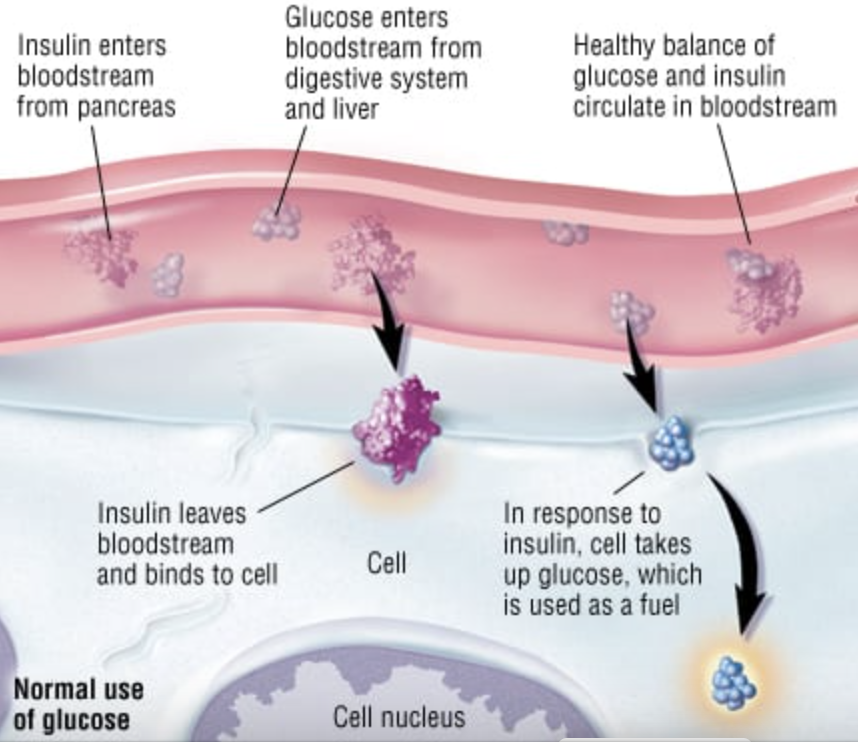 Insulin enters
bloodstream
from pancreas
Glucose enters
bloodstream from
digestive system
and liver
Healthy balance of
glucose and insulin
circulate in bloodstream
Insulin leaves
bloodstream
and binds to cell
Cell
In response to
insulin, cell takes
up glucose, which
is used as a fuel
Normal use
of glucose
Cell nucleus